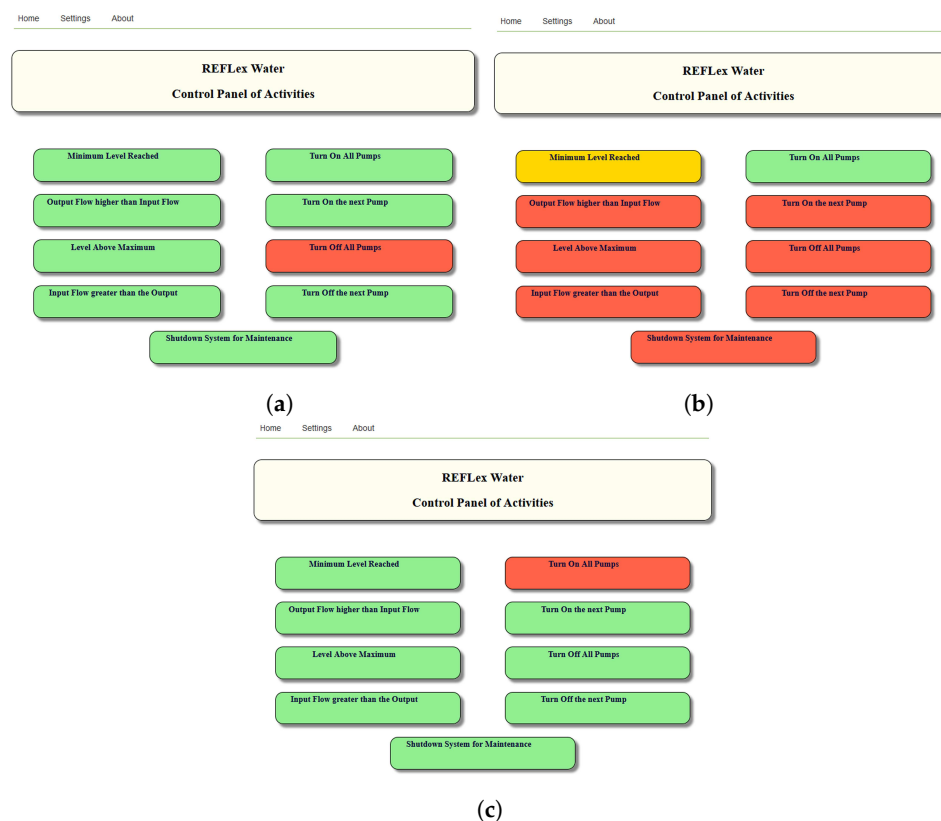 Home Settings About
REFLex Water
Control Panel of Activities
Minimum Level Reached Turn On All Pumps
Output Flow higher than Input Flow Turn On the next Pump
Level Above Maximum Turn Off All Pumps
Input Flow greater than the Output Turn Off the next Pump
Shutdown System for Maintenance
(a)
Home Settings About
REFLex Water
Control Panel of Activities
Minimum Level Reached Turn On All Pumps
Output Flow higher than Input Flow Turn On the next Pump
Level Above Maximum Turn Off All Pumps
Input Flow greater than the Output Turn Off the next Pump
Shutdown System for Maintenance
(b)
Home Settings About
REFLex Water
Control Panel of Activities
Minimum Level Reached Turn On All Pumps
Output Flow higher than Input Flow Turn On the next Pump
Level Above Maximum Turn Off All Pumps
Input Flow greater than the Output Turn Off the next Pump
Shutdown System for Maintenance
(c)